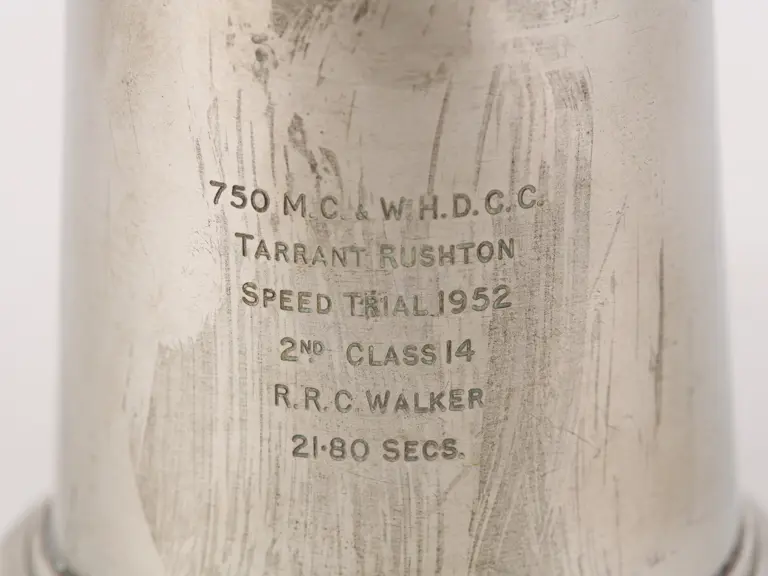 750 M.C. & W.H.D.C.C.
TARRANT RUSHTON
SPEED TRIAL 1952
2ND CLASS 14
R.R.C. WALKER
21·80 SECS.